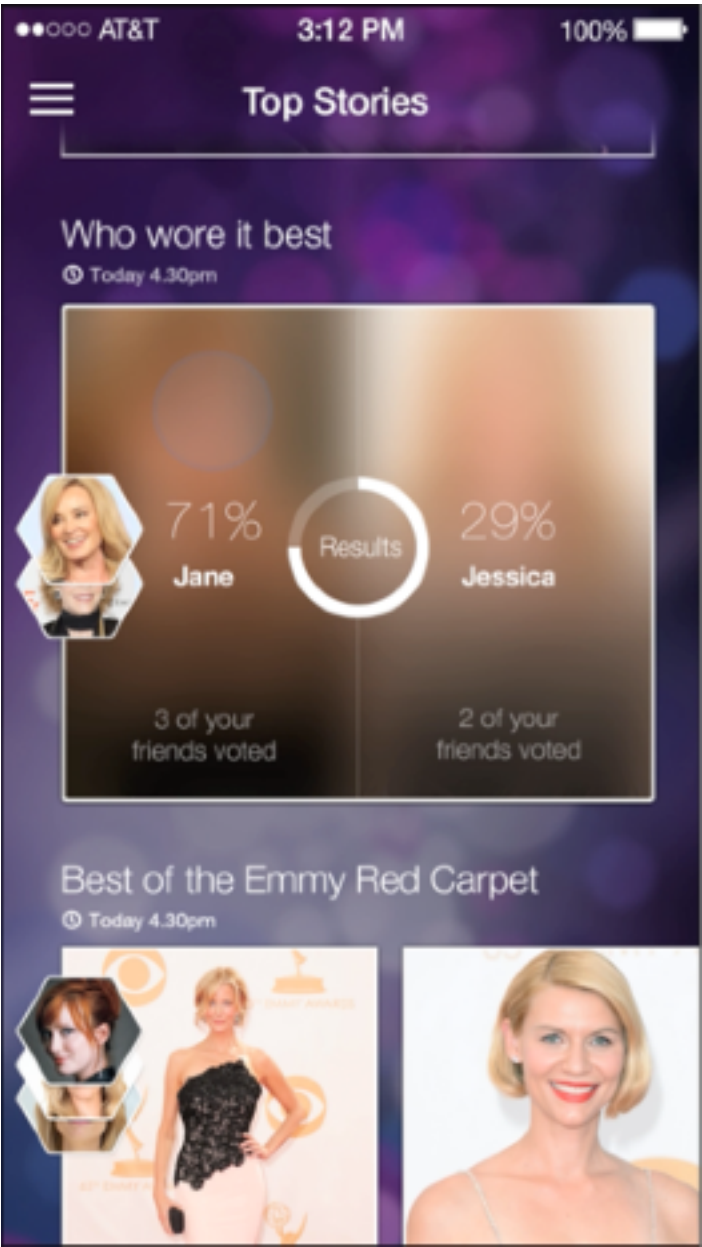 AT&T 3:12 PM 100%
Top Stories
Who wore it best
Today 4.30pm
71% Results 29%
Jane Jessica
3 of your 2 of your
friends voted friends voted
Best of the Emmy Red Carpet
Today 4.30pm